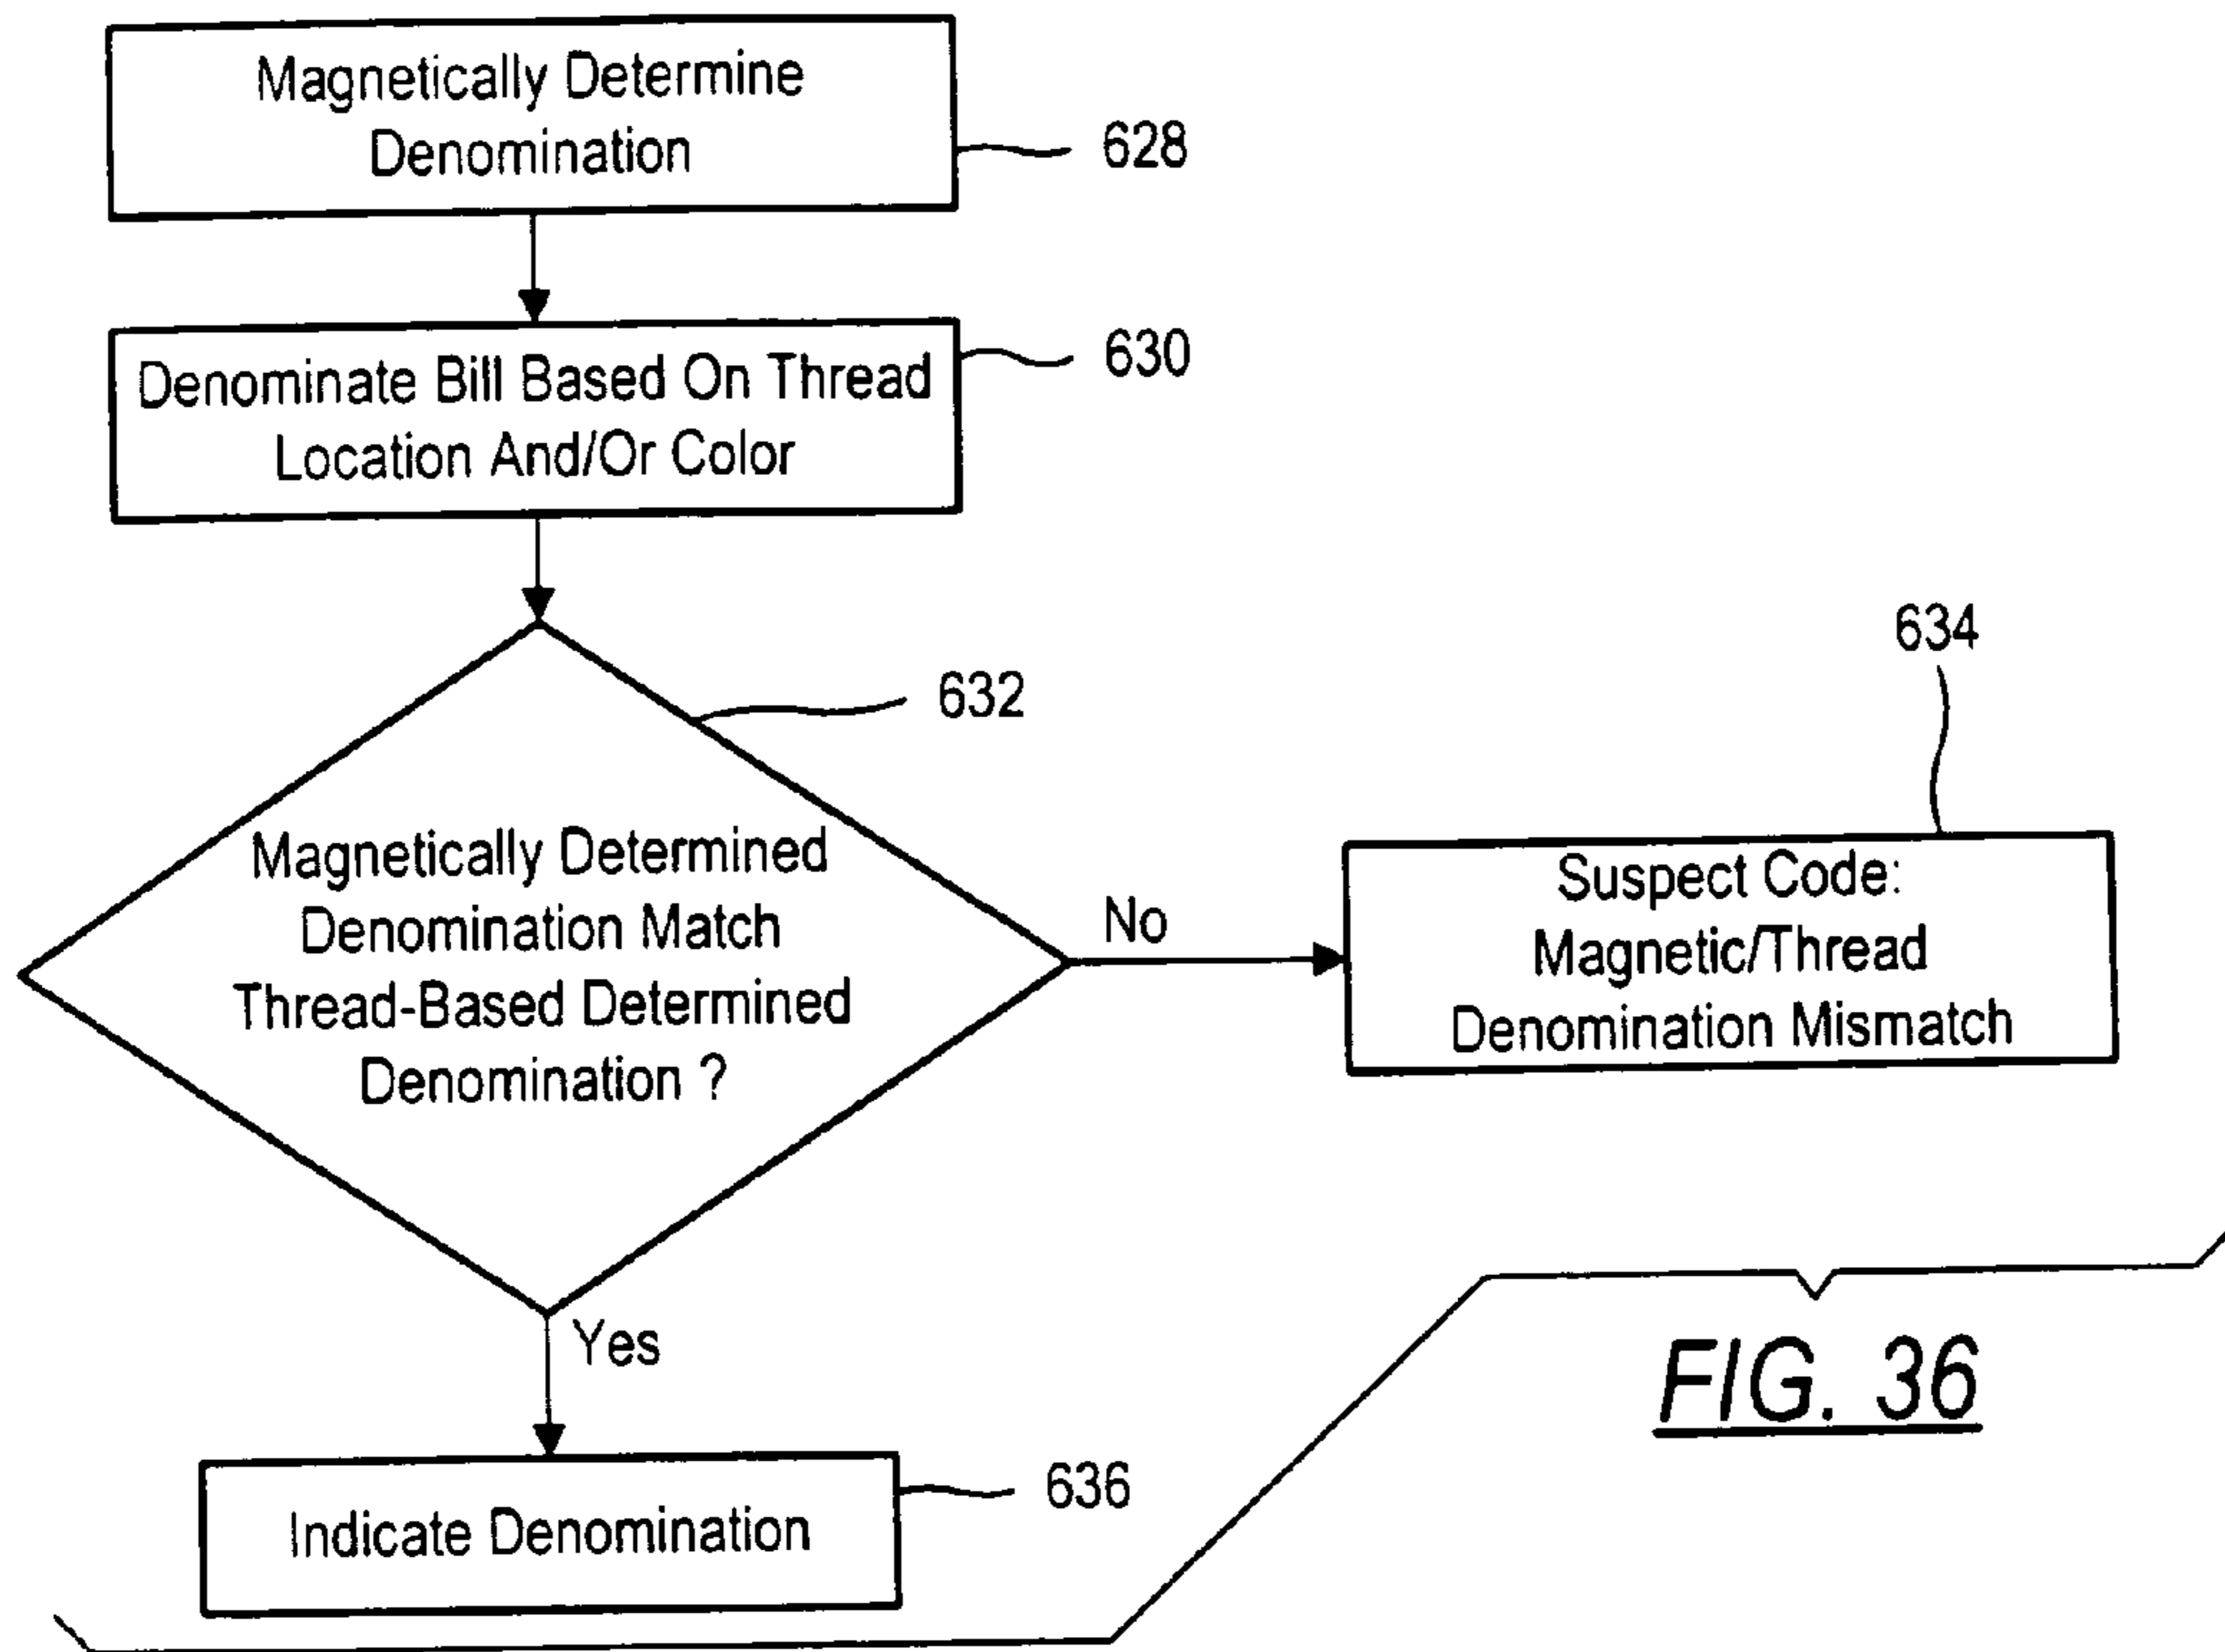 Magnetically Determine
Denomination
628
Denominate Bill Based On Thread
Location And/Or Color
630
632
Magnetically Determined
Denomination Match
Thread-Based Determined
Denomination ?
No
634
Suspect Code:
Magnetic/Thread
Denomination Mismatch
Yes
Indicate Denomination
636
FIG. 36